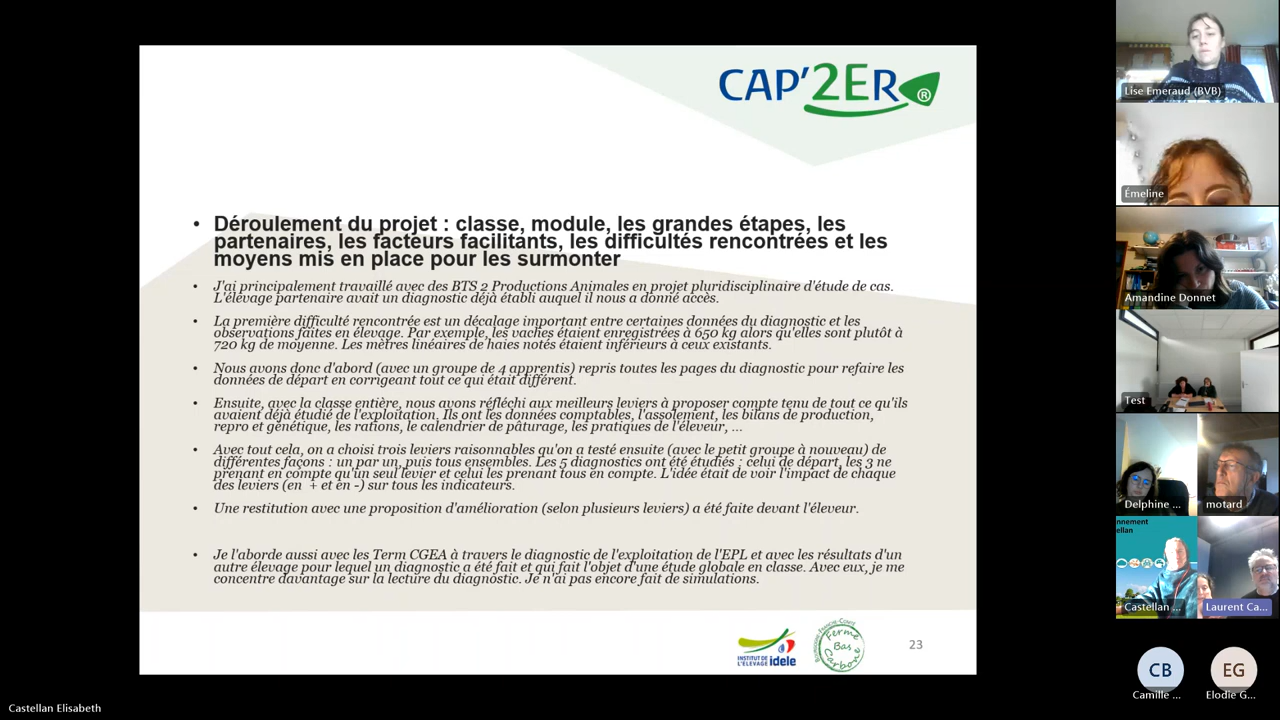 CAP'2ER®
• Déroulement du projet : classe, module, les grandes étapes, les
partenaires, les facteurs facilitants, les difficultés rencontrées et les
moyens mis en place pour les surmonter
• J'ai principalement travaillé avec des BTS 2 Productions Animales en projet pluridisciplinaire d'étude de cas.
L'élevage partenaire avait un diagnostic déjà établi auquel il nous a donné accès.
• La première difficulté rencontrée est un décalage important entre certaines données du diagnostic et les
observations faites en élevage. Par exemple, les vaches étaient enregistrées à 650 kg alors qu'elles sont plutôt à
720 kg de moyenne. Les mètres linéaires de haies notés étaient inférieurs à ceux existants.
• Nous avons donc d'abord (avec un groupe de 4 apprentis) repris toutes les pages du diagnostic pour refaire les
données de départ en corrigeant tout ce qui était différent.
• Ensuite, avec la classe entière, nous avons réfléchi aux meilleurs leviers à proposer compte tenu de tout ce qu'ils
avaient déjà étudié de l'exploitation. Ils ont les données comptables, l'assolement, les bilans de production,
repro et génétique, les rations, le calendrier de pâturage, les pratiques de l'éleveur, ...
• Avec tout cela, on a choisi trois leviers raisonnables qu'on a testé ensuite (avec le petit groupe à nouveau) de
différentes façons : un par un, puis tous ensembles. Les 5 diagnostics ont été étudiés : celui de départ, les 3 ne
prenant en compte qu'un seul levier et celui les prenant tous en compte. L'idée était de voir l'impact de chaque
des leviers (en + et en -) sur tous les indicateurs.
• Une restitution avec une proposition d'amélioration (selon plusieurs leviers) a été faite devant l'éleveur.
• Je l'aborde aussi avec les Term CGEA à travers le diagnostic de l'exploitation de l'EPL et avec les résultats d'un
autre élevage pour lequel un diagnostic a été fait et qui fait l'objet d'une étude globale en classe. Avec eux, je me
concentre davantage sur la lecture du diagnostic. Je n'ai pas encore fait de simulations.
INSTITUT DE
L'ÉLEVAGE idele
Ferme
Bas
Carbone
23
Castellan Elisabeth
Lise Emeraud (BVB)
Émeline
Amandine Donnet
Test
Delphine ...
motard
nnement
ellan
Castellan ...
Laurent Ca...
CB
Camille ...
EG
Elodie G...